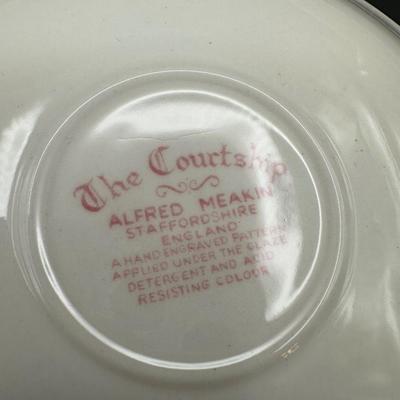 The Courtship
ALFRED MEAKIN
STAFFORDSHIRE
ENGLAND
A HAND ENGRAVED PATTERN
APPLIED UNDER THE GLAZE
DETERGENT AND ACID
RESISTING COLOUR